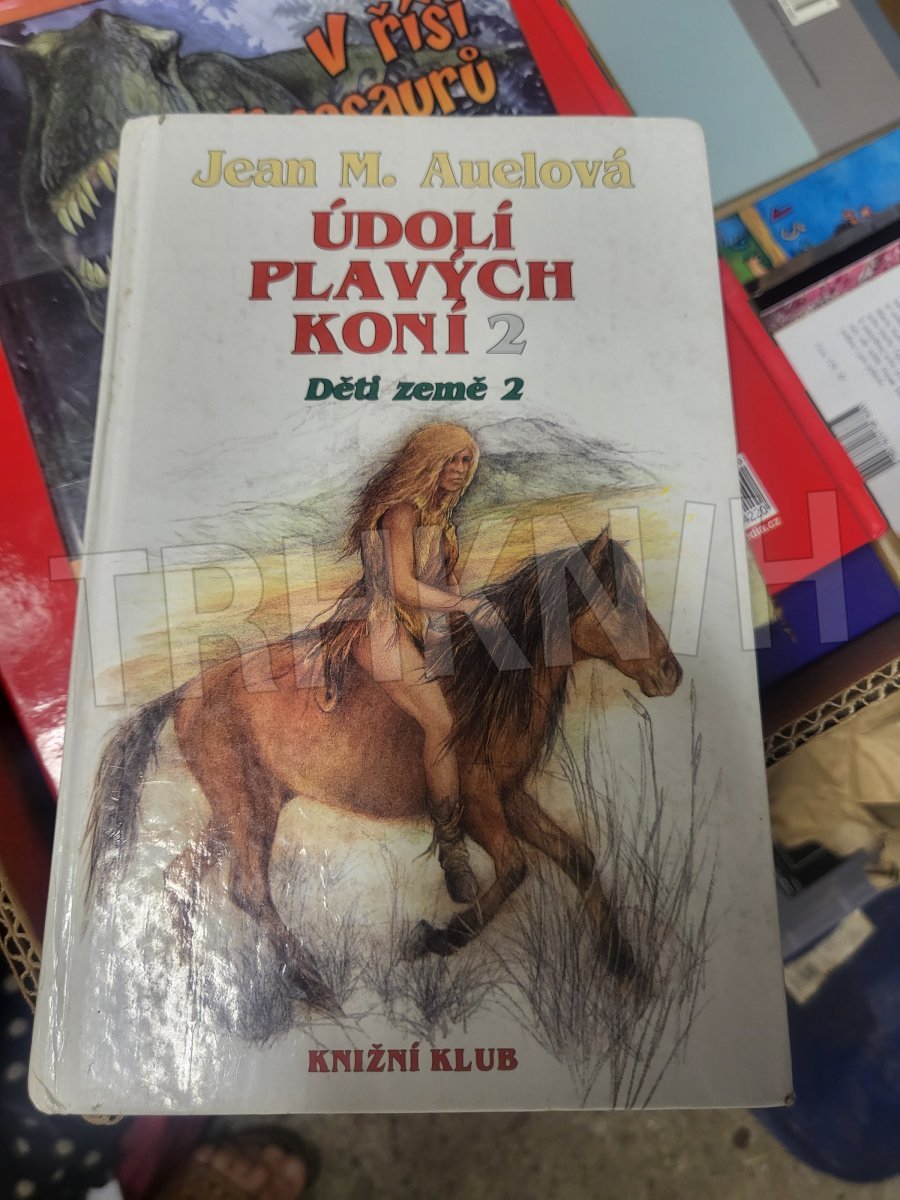 V říši
Jean M. Auelová
ÚDOLÍ
PLAVÝCH
KONÍ 2
Děti země 2
TRHKNIH
KNIŽNÍ KLUB